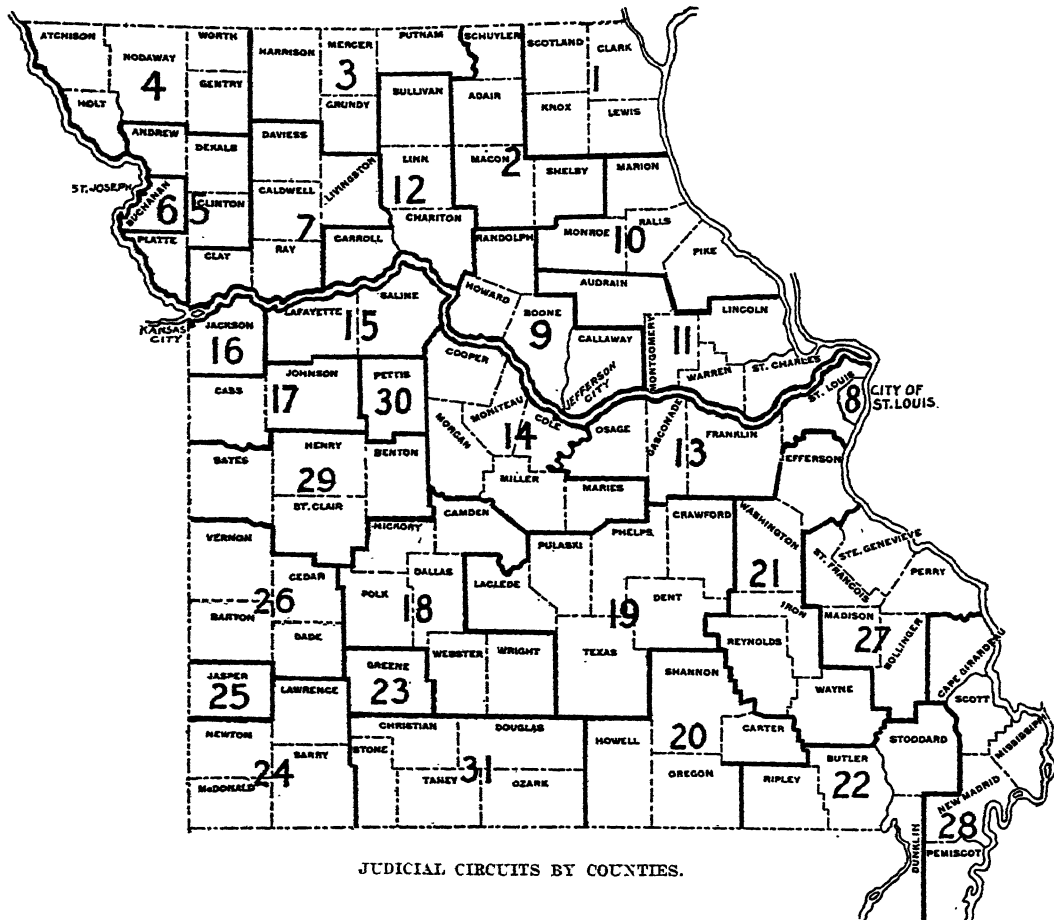 ATCHISON
NODAWAY
WORTH
HARRISON
MERCER
PUTNAM
SCHUYLER
SCOTLAND
CLARK
4
GENTRY
3
1
HOLT
GRUNDY
SULLIVAN
ADAIR
KNOX
LEWIS
ANDREW
DEKALB
DAVIESS
LINK
MACON
2
MARION
ST. JOSEPH
BUCHANAN
6
5
CLINTON
CALDWELL
LIVINGSTON
12
SHELBY
PLATTE
CLAY
7
RAY
CARROLL
CHARITON
RANDOLPH
MONROE
10
RALLS
PIKE
KANSAS CITY
JACKSON
16
LAFAYETTE
15
SALINE
HOWARD
BOONE
9
AUDRAIN
CALLAWAY
MONTGOMERY
11
LINCOLN
WARREN
ST. CHARLES
CASS
JOHNSON
17
PETTIS
30
COOPER
MONITEAU
JEFFERSON CITY
ST. LOUIS
8
CITY OF
ST. LOUIS.
MORGAN
14
COLE
OSAGE
GASCONADE
13
FRANKLIN
EFFERSON
BATES
HENRY
29
BENTON
MILLER
MARIES
ST. CLAIR
CAMDEN
CRAWFORD
WASHINGTON
VERNON
HICKORY
PULASKI
PHELPS
STE. GENEVIEVE
ST. FRANCOIS
PERRY
CEDAR
26
POLK
DALLAS
18
LACLEDE
19
DENT
21
IRON
BARTON
DADE
WEBSTER
WRIGHT
TEXAS
REYNOLDS
MADISON
27
BOLLINGER
CAPE GIRARDEAU
JASPER
25
LAWRENCE
GREENE
23
SHANNON
WAYNE
SCOTT
NEWTON
24
BARRY
CHRISTIAN
STONE
DOUGLAS
31
HOWELL
20
CARTER
STODDARD
MISSISSIPPI
McDONALD
TANEY
OZARK
OREGON
RIPLEY
BUTLER
22
NEW MADRID
28
DUNKLIN
PEMISCOT
JUDICIAL CIRCUITS BY COUNTIES.